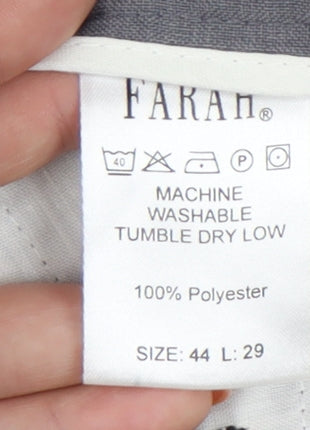 FARAH®
40 P
MACHINE
WASHABLE
TUMBLE DRY LOW
100% Polyester
SIZE: 44 L: 29